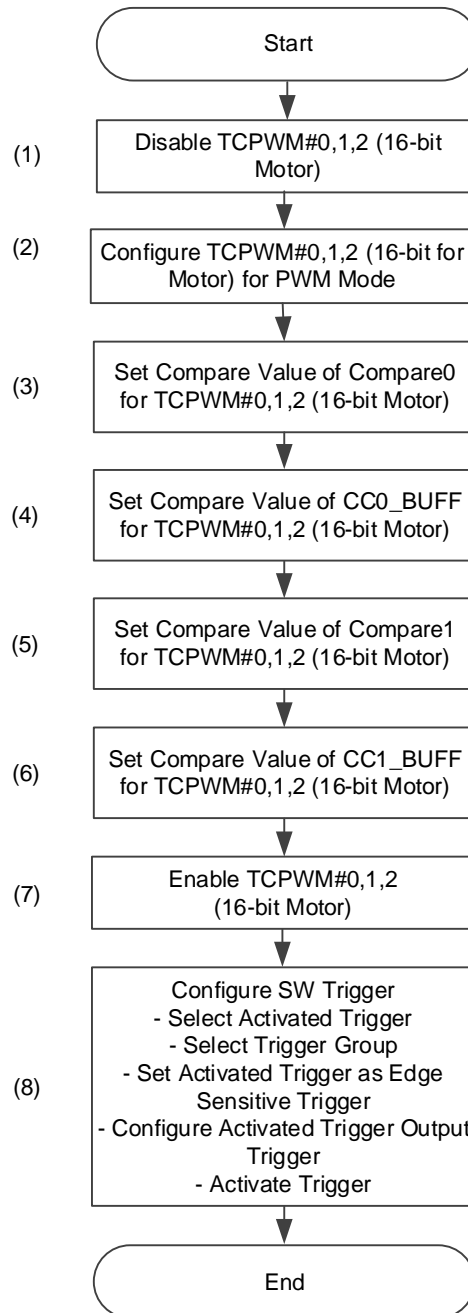 Start
(1)
Disable TCPWM#0,1,2 (16-bit
Motor)
(2)
Configure TCPWM#0,1,2 (16-bit for
Motor) for PWM Mode
(3)
Set Compare Value of Compare0
for TCPWM#0,1,2 (16-bit Motor)
(4)
Set Compare Value of CC0_BUFF
for TCPWM#0,1,2 (16-bit Motor)
(5)
Set Compare Value of Compare1
for TCPWM#0,1,2 (16-bit Motor)
(6)
Set Compare Value of CC1_BUFF
for TCPWM#0,1,2 (16-bit Motor)
(7)
Enable TCPWM#0,1,2
(16-bit Motor)
(8)
Configure SW Trigger
- Select Activated Trigger
- Select Trigger Group
- Set Activated Trigger as Edge
Sensitive Trigger
- Configure Activated Trigger Output
Trigger
- Activate Trigger
End